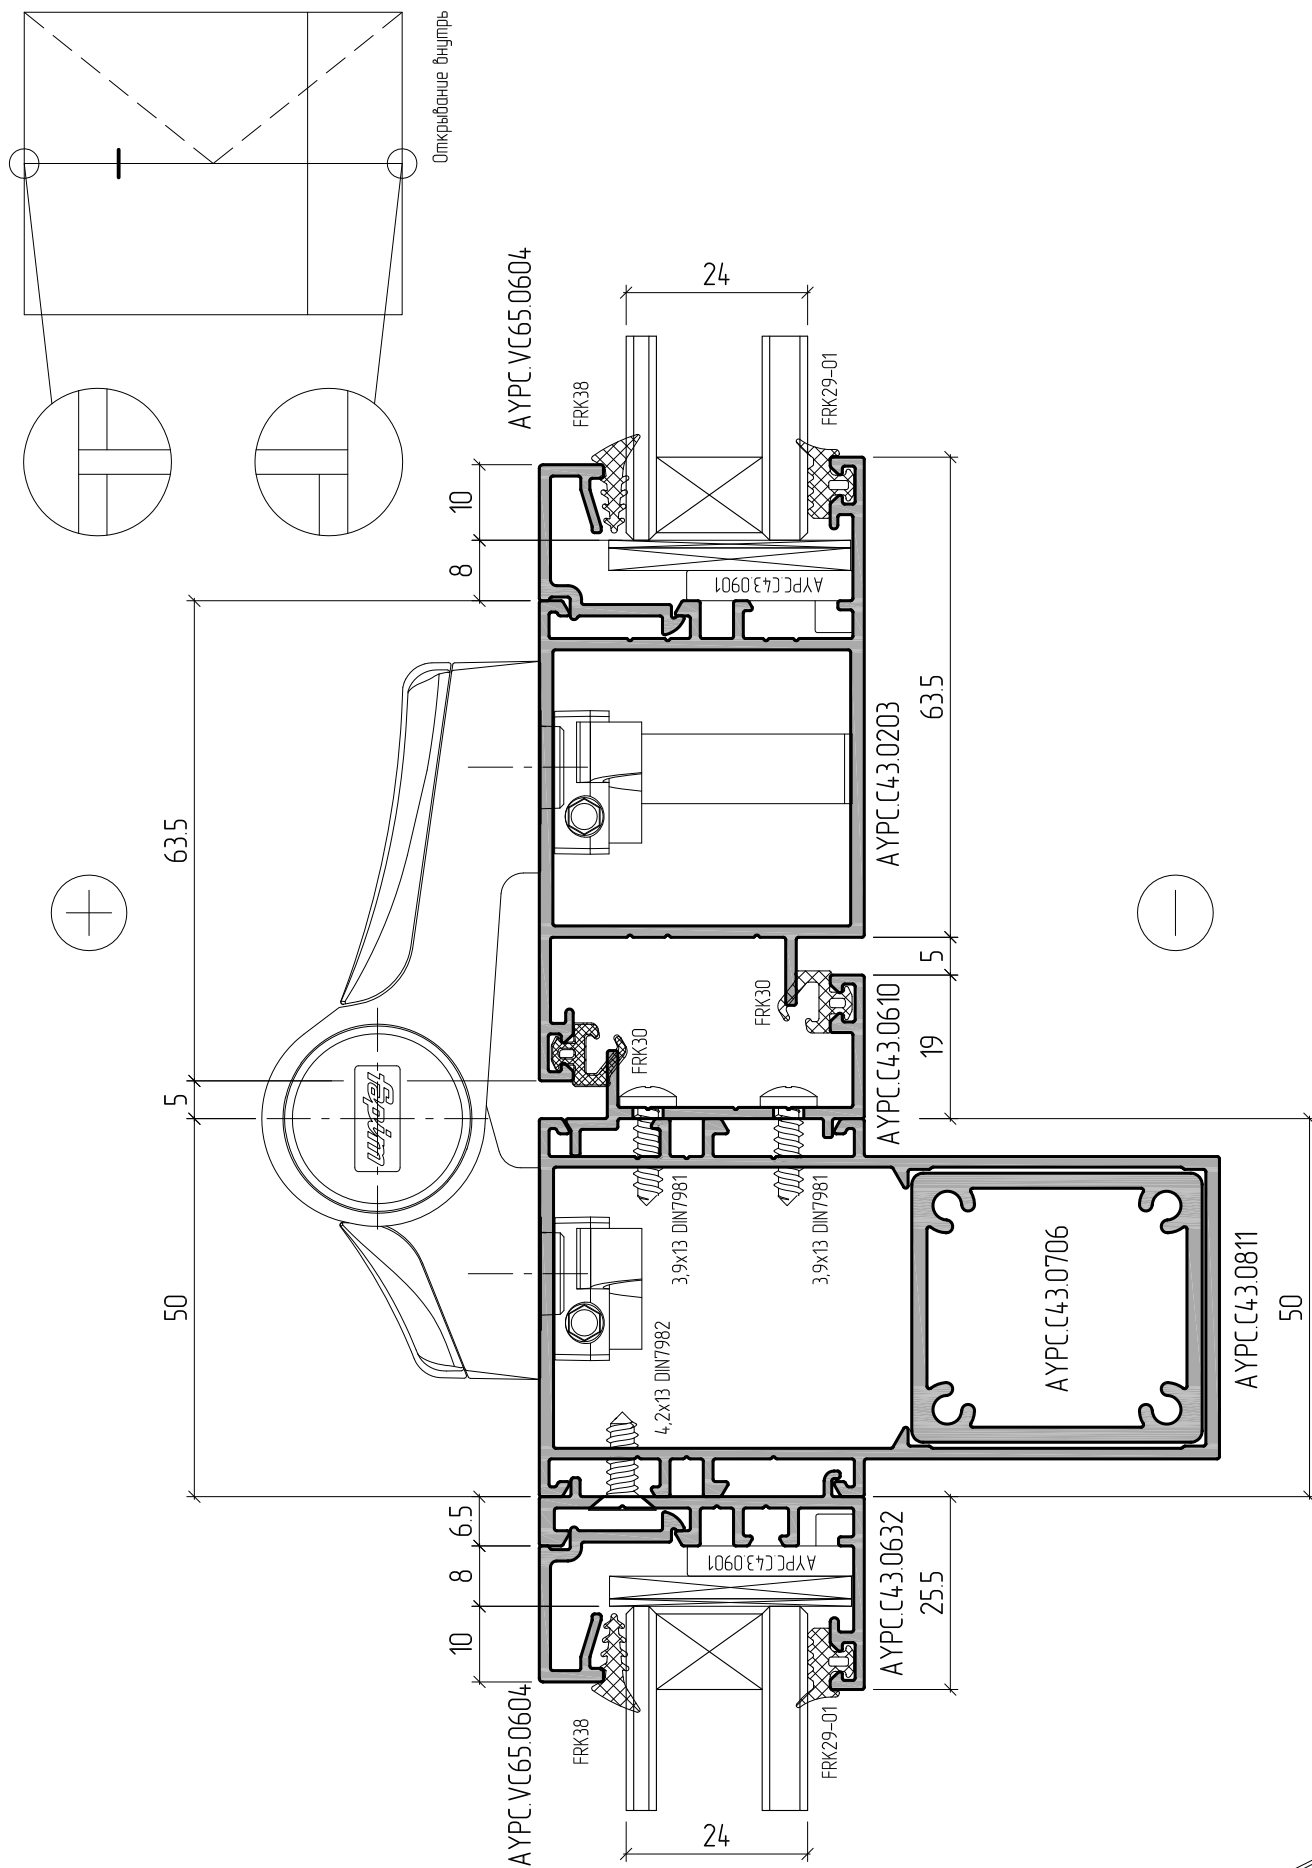 Открывание внутрь
AYPC.VC65.0604
24
FRK38
FRK29-01
10
8
AYPC.C43.0901
63.5
63.5
AYPC.C43.0203
5
FRK30
FRK30
AYPC.C43.0610
19
5
fapim
3,9x13 DIN7981
3,9x13 DIN7981
50
4,2x13 DIN7982
AYPC.C43.0706
AYPC.C43.0811
50
6.5
8
10
AYPC.C43.0901
AYPC.C43.0632
25.5
AYPC.VC65.0604
FRK38
FRK29-01
24